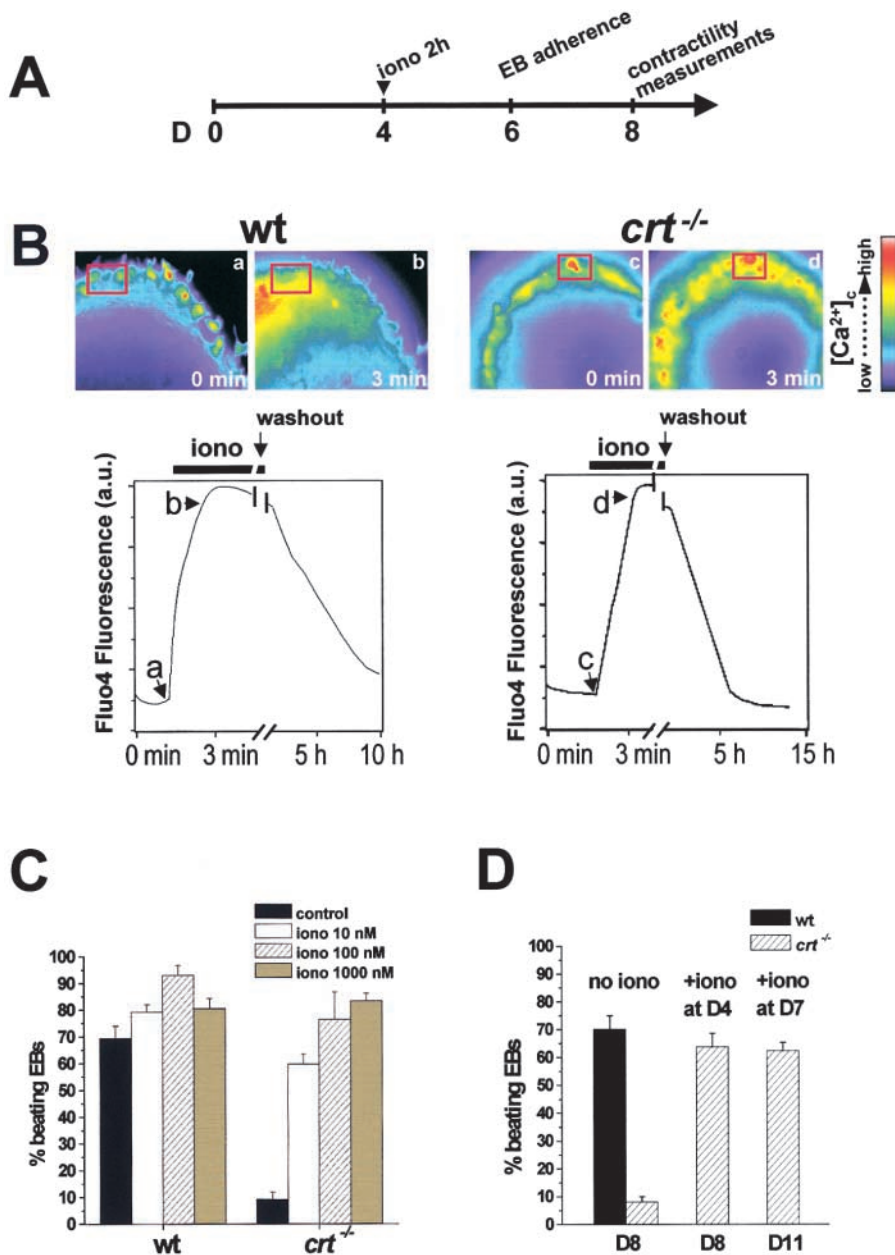 A
iono 2h
EB adherence
contractility measurements
D 0 4 6 8
B
wt
crt -/-
a
0 min
b
3 min
c
0 min
d
3 min
low ........ high
[Ca2+]c
washout
iono
Fluo4 Fluorescence (a.u.)
a
b
0 min 3 min 5 h 10 h
washout
iono
Fluo4 Fluorescence (a.u.)
c
d
0 min 3 min 5 h 15 h
C
control
iono 10 nM
iono 100 nM
iono 1000 nM
% beating EBs
100
90
80
70
60
50
40
30
20
10
0
wt crt -/-
D
wt
crt -/-
no iono
+iono at D4
+iono at D7
% beating EBs
100
90
80
70
60
50
40
30
20
10
0
D8 D8 D11